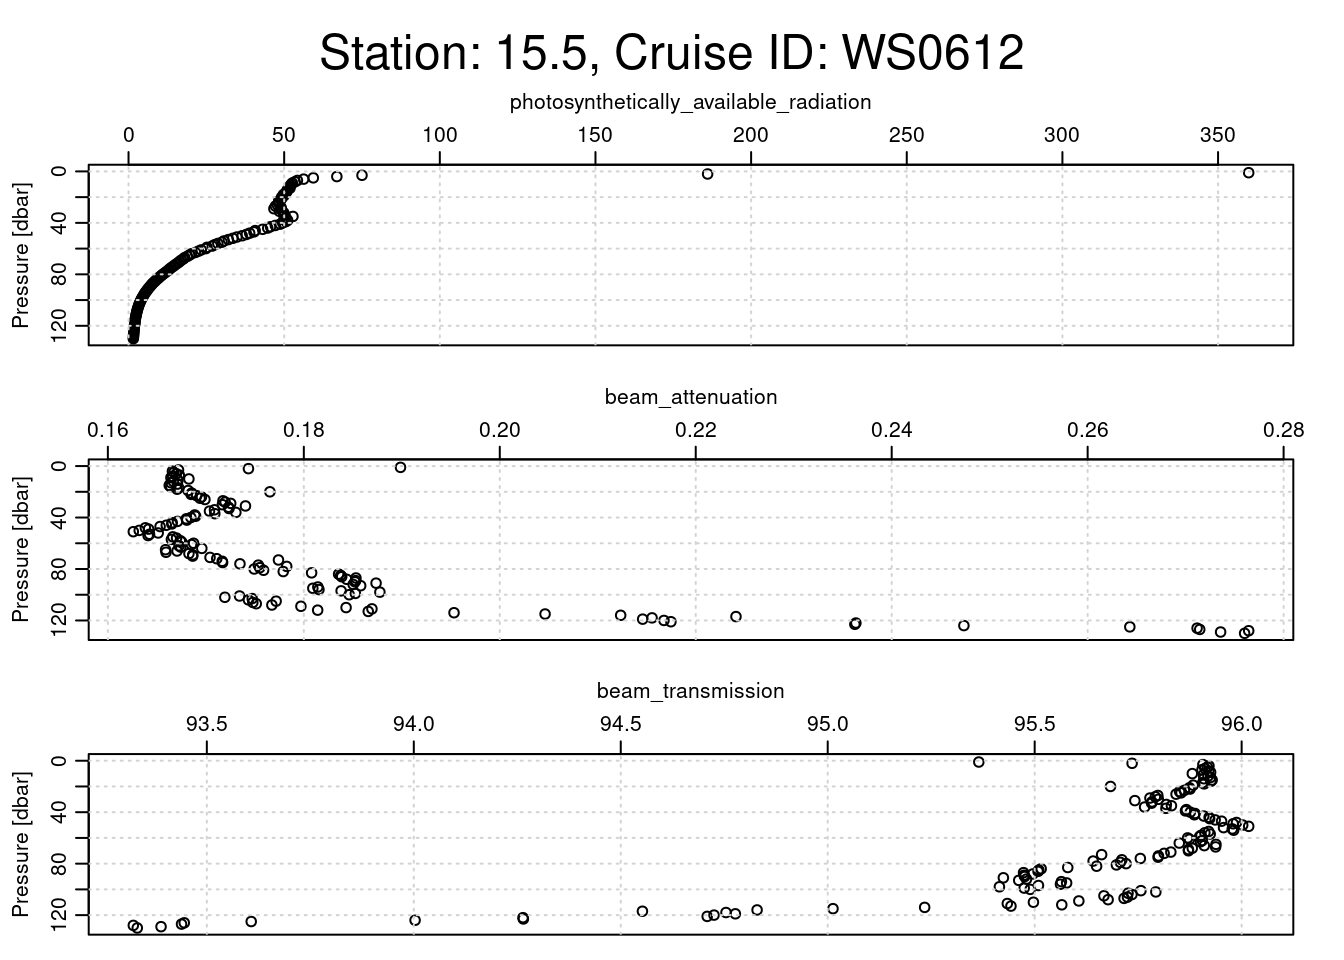 Station: 15.5, Cruise ID: WS0612
photosynthetically_available_radiation
0 50 100 150 200 250 300 350
Pressure [dbar]
0 40 80 120
beam_attenuation
0.16 0.18 0.20 0.22 0.24 0.26 0.28
Pressure [dbar]
0 40 80 120
beam_transmission
93.5 94.0 94.5 95.0 95.5 96.0
Pressure [dbar]
0 40 80 120